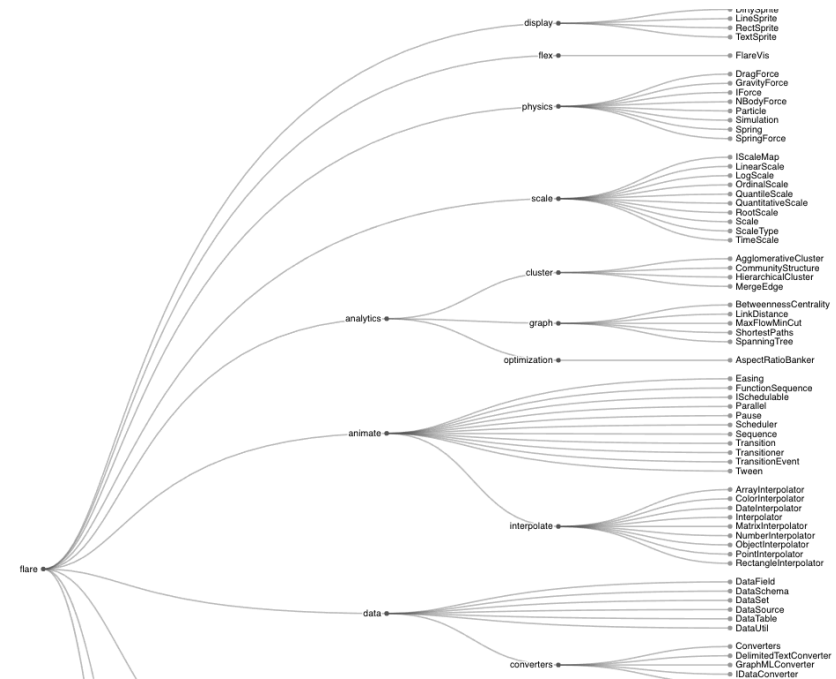 DirtySprite
display
LineSprite
RectSprite
TextSprite
flex
FlareVis
DragForce
GravityForce
IForce
NBodyForce
physics
Particle
Simulation
Spring
SpringForce
IScaleMap
LinearScale
LogScale
OrdinalScale
QuantileScale
scale
QuantitativeScale
RootScale
Scale
ScaleType
TimeScale
AgglomerativeCluster
CommunityStructure
cluster
HierarchicalCluster
MergeEdge
BetweennessCentrality
LinkDistance
analytics
graph
MaxFlowMinCut
ShortestPaths
SpanningTree
optimization
AspectRatioBanker
Easing
FunctionSequence
ISchedulable
Parallel
Pause
Scheduler
animate
Sequence
Transition
Transitioner
TransitionEvent
Tween
ArrayInterpolator
ColorInterpolator
DateInterpolator
Interpolator
interpolate
MatrixInterpolator
NumberInterpolator
ObjectInterpolator
PointInterpolator
RectangleInterpolator
flare
DataField
DataSchema
DataSet
DataSource
data
DataTable
DataUtil
Converters
DelimitedTextConverter
converters
GraphMLConverter
IDataConverter